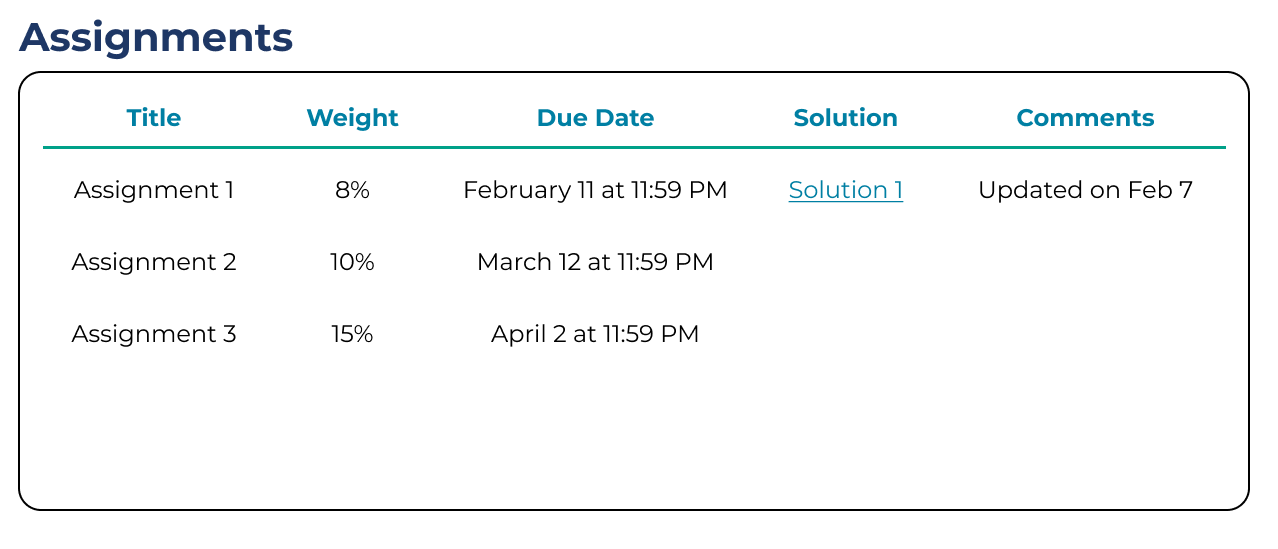 Assignments
Title Weight Due Date Solution Comments
Assignment 1 8% February 11 at 11:59 PM Solution 1 Updated on Feb 7
Assignment 2 10% March 12 at 11:59 PM
Assignment 3 15% April 2 at 11:59 PM